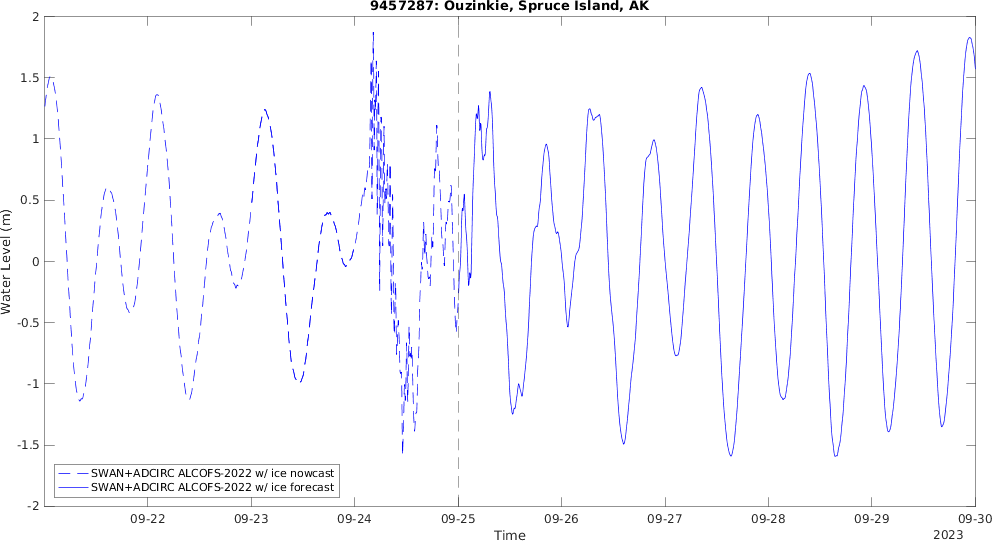 9457287: Ouzinkie, Spruce Island, AK
2
1.5
1
0.5
0
-0.5
-1
-1.5
-2
Water Level (m)
SWAN+ADCIRC ALCOFS-2022 w/ ice nowcast
SWAN+ADCIRC ALCOFS-2022 w/ ice forecast
09-22 09-23 09-24 09-25 09-26 09-27 09-28 09-29 09-30
Time
2023